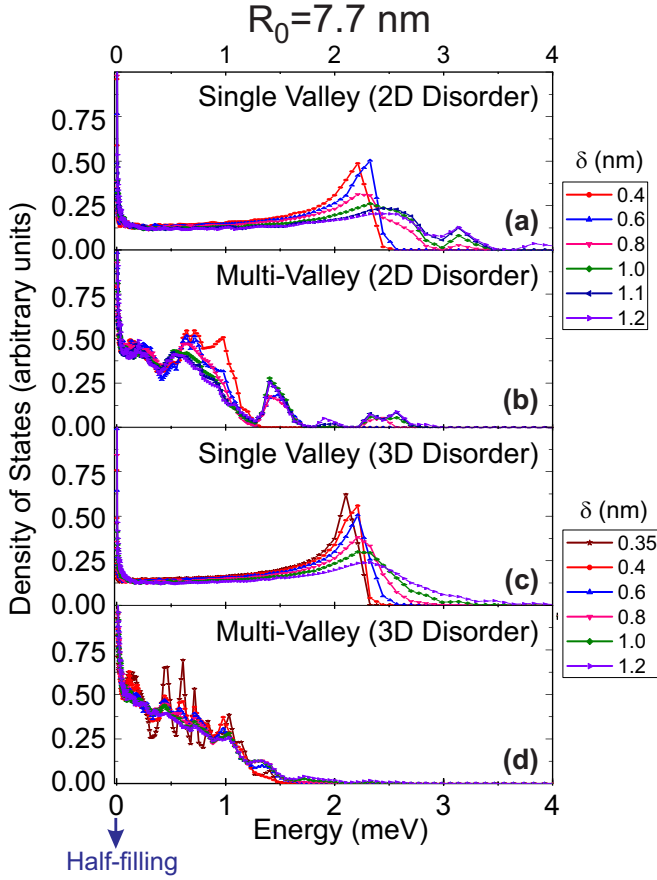 R0=7.7 nm
0 1 2 3 4
Density of States (arbitrary units)
Single Valley (2D Disorder)
0.75
0.50
0.25
0.00
(a)
Multi-Valley (2D Disorder)
0.75
0.50
0.25
0.00
(b)
Single Valley (3D Disorder)
0.75
0.50
0.25
0.00
(c)
Multi-Valley (3D Disorder)
0.75
0.50
0.25
0.00
(d)
0 1 2 3 4
Energy (meV)
Half-filling
δ (nm)
0.4
0.6
0.8
1.0
1.1
1.2
δ (nm)
0.35
0.4
0.6
0.8
1.0
1.2